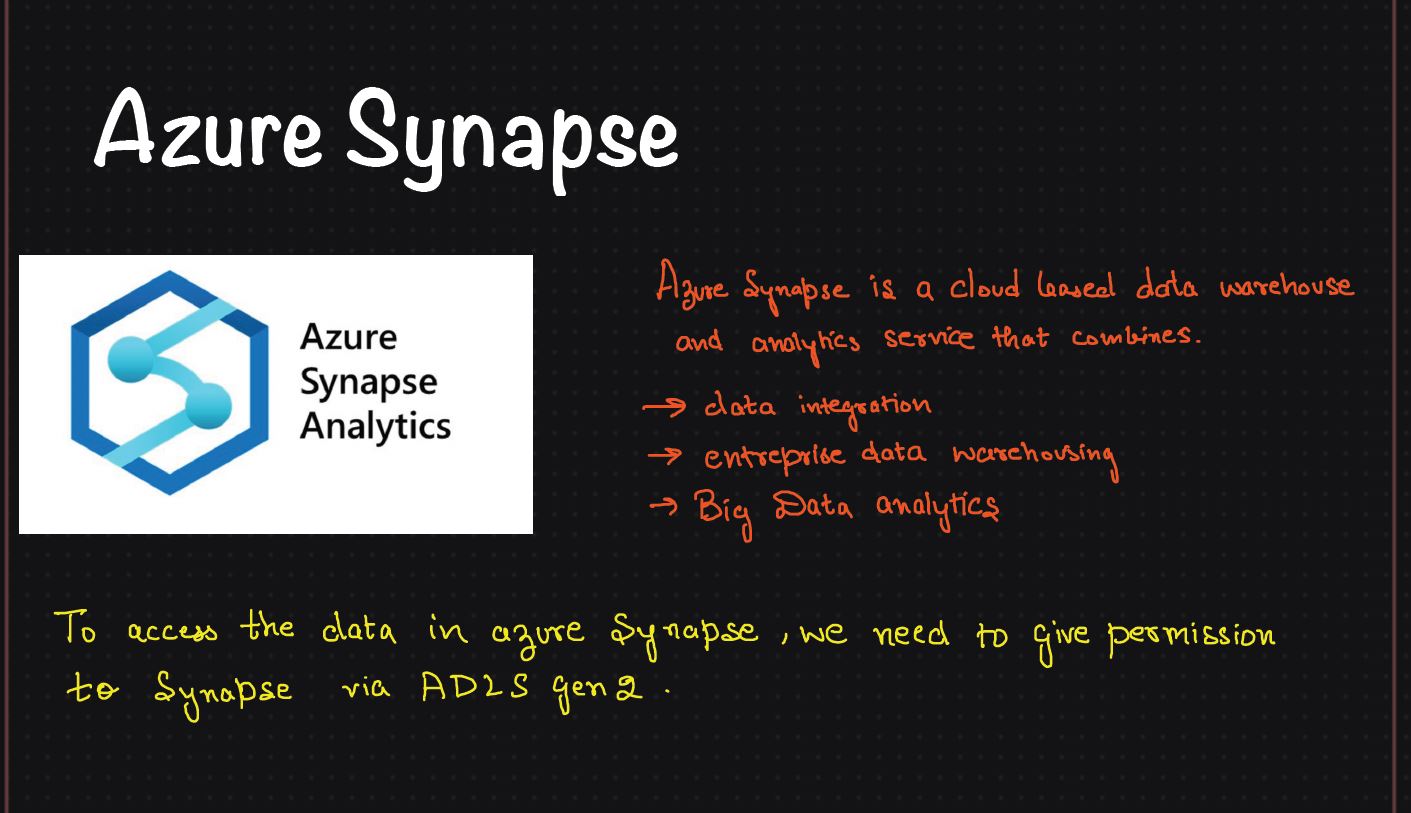 Azure Synapse
Azure
Synapse
Analytics
Azure Synapse is a cloud based data warehouse
and analytics service that combines.
→ data integration
→ entreprise data warehousing
→ Big Data analytics
To access the data in azure Synapse, we need to give permission
to Synapse via ADLS gen2.